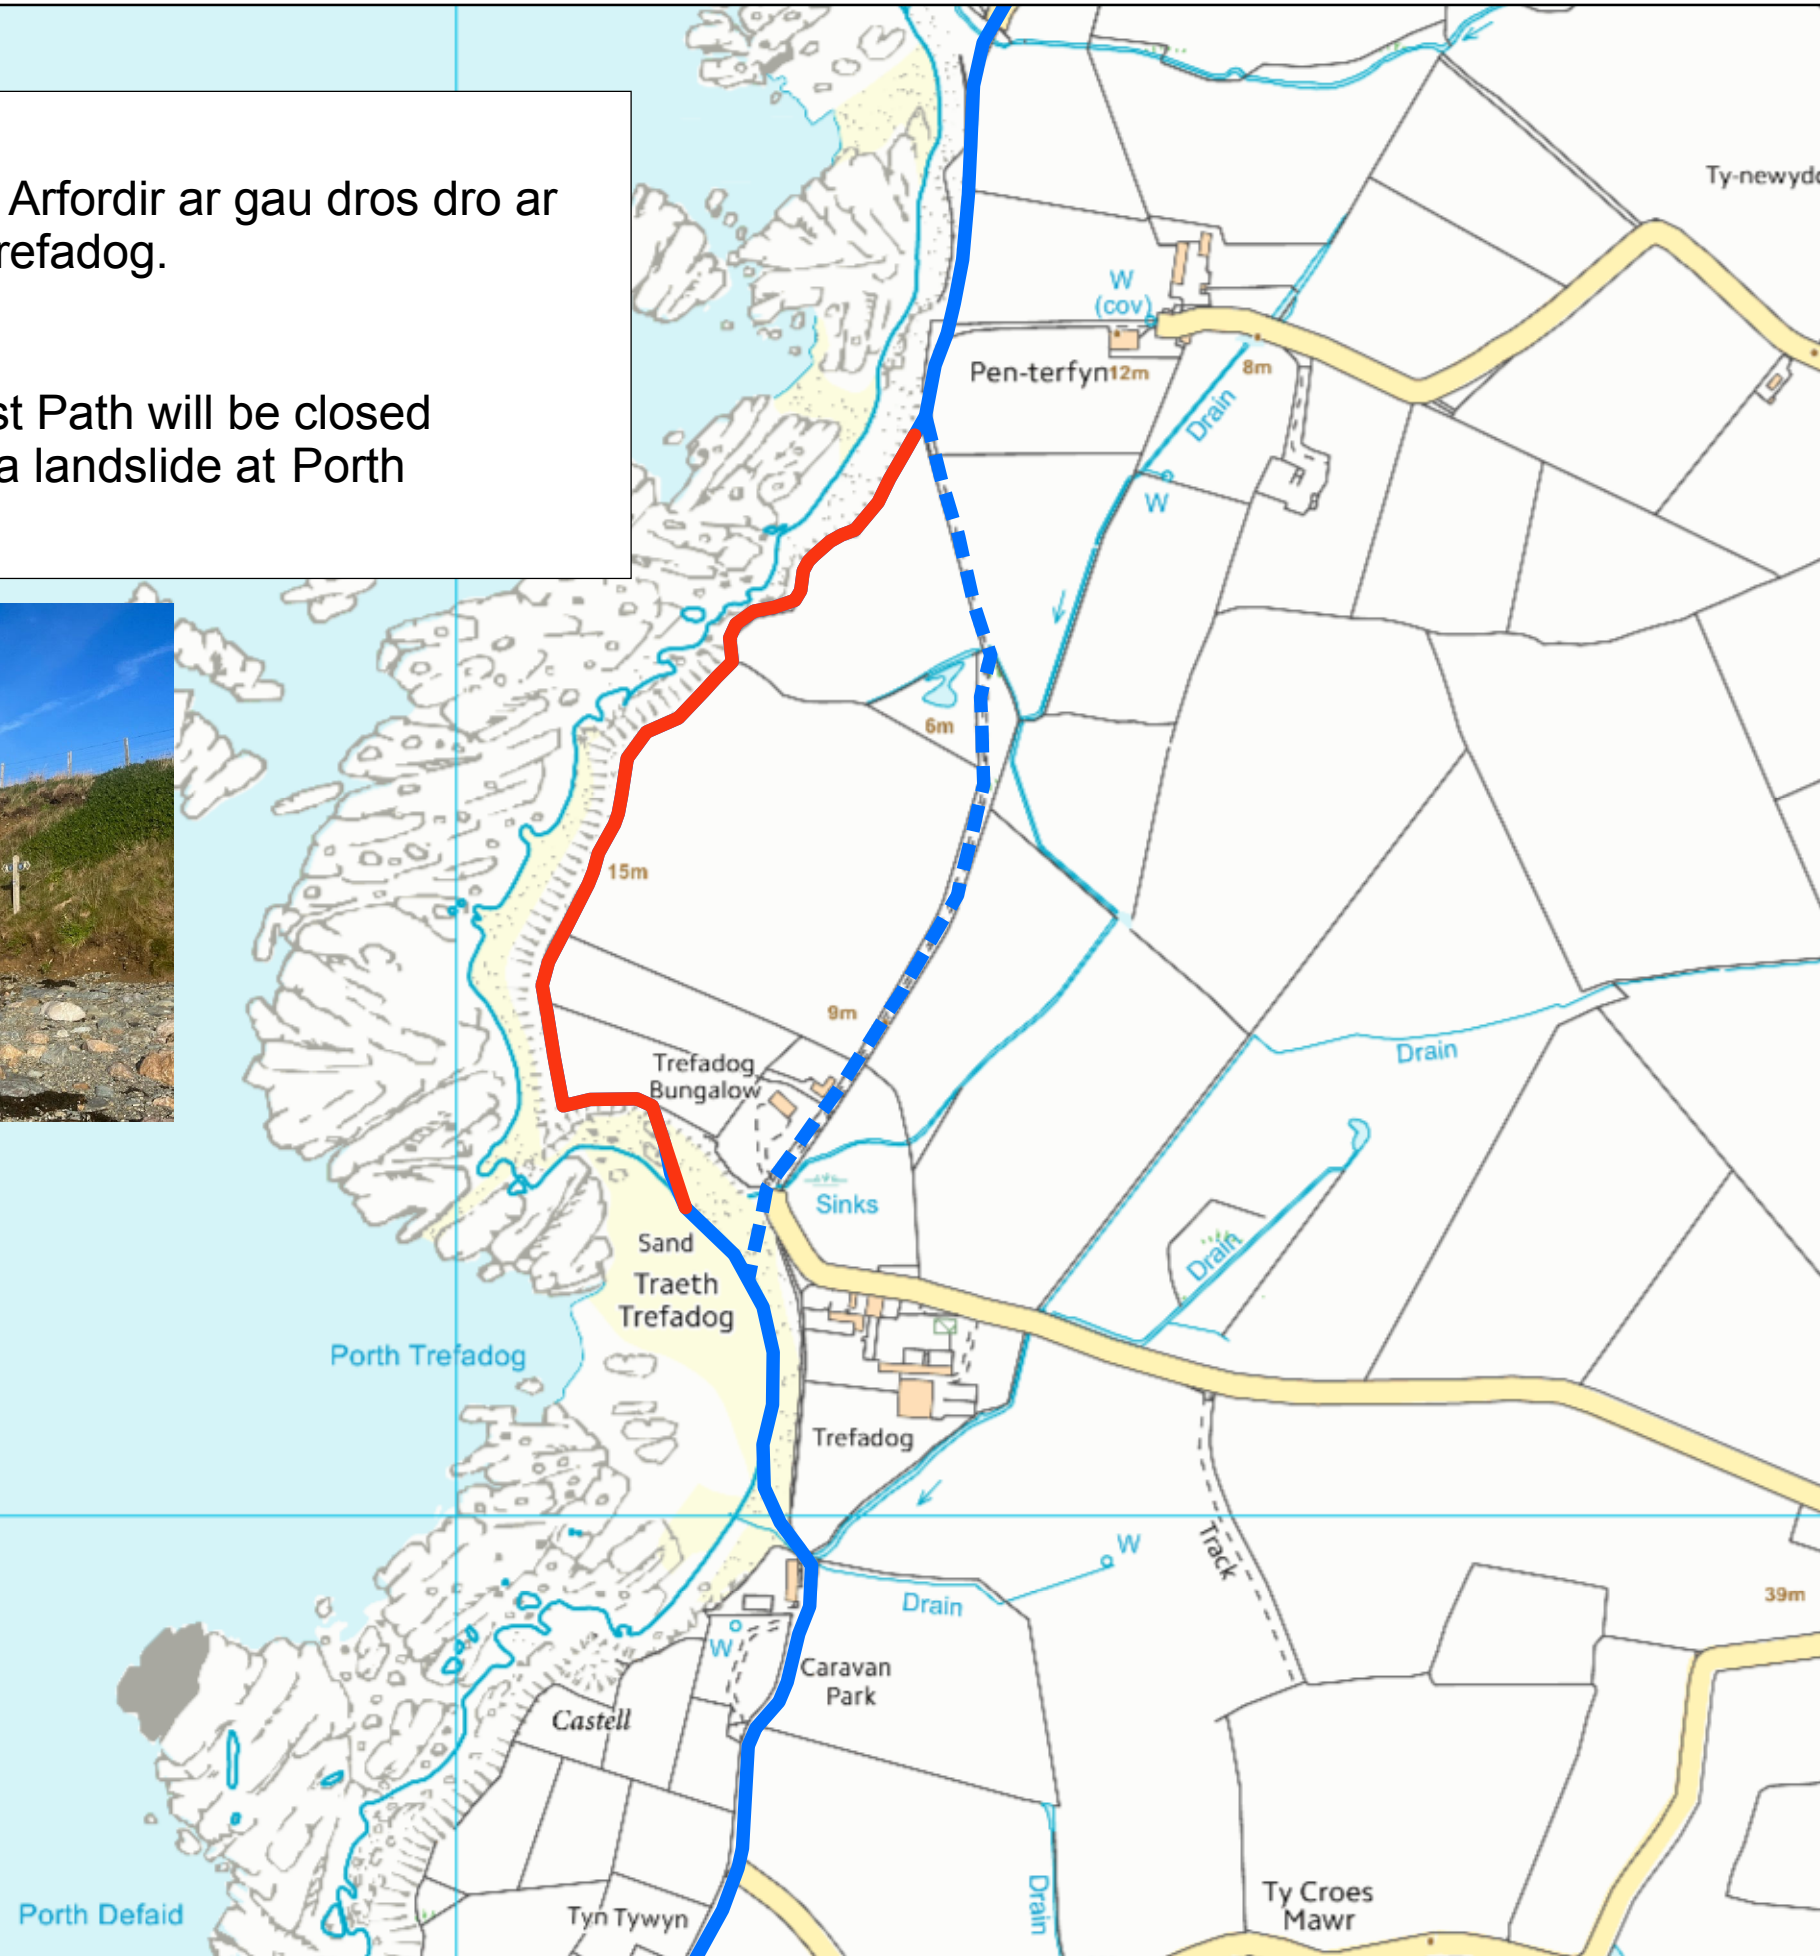 Arfordir ar gau dros dro ar
refadog.
st Path will be closed
a landslide at Porth
Ty-newydd
W
(cov)
Pen-terfyn
12m
8m
Drain
W
6m
15m
9m
Trefadog
Bungalow
Drain
Sinks
Sand
Drain
Traeth
Trefadog
Porth Trefadog
Trefadog
Track
W
Drain
39m
W
Caravan
Park
Castell
Drain
Ty Croes
Mawr
Porth Defaid
Tyn Tywyn